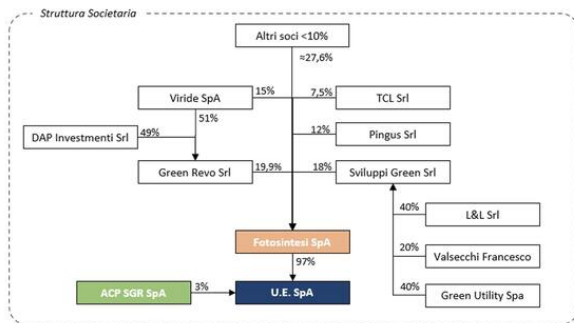 Struttura Societaria
Altri soci <10%
≈27,6%
Viride SpA
15%
7,5%
TCL Srl
51%
DAP Investimenti Srl
49%
12%
Pingus Srl
Green Revo Srl
19,9%
18%
Sviluppi Green Srl
40%
L&L Srl
Fotosintesi SpA
20%
Valsecchi Francesco
97%
ACP SGR SpA
3%
U.E. SpA
40%
Green Utility Spa